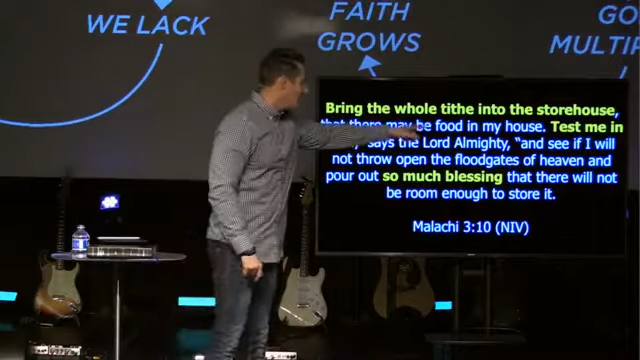 WE LACK
FAITH
GROWS
GO
MULTIP
Bring the whole tithe into the storehouse,
that there may be food in my house. Test me in
says the Lord Almighty, "and see if I will
not throw open the floodgates of heaven and
pour out so much blessing that there will not
be room enough to store it.
Malachi 3:10 (NIV)